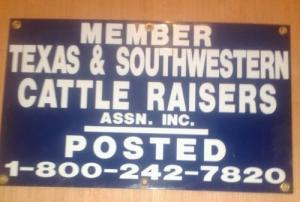 MEMBER
TEXAS & SOUTHWESTERN
CATTLE RAISERS
ASSN. INC.
POSTED
1-800-242-7820